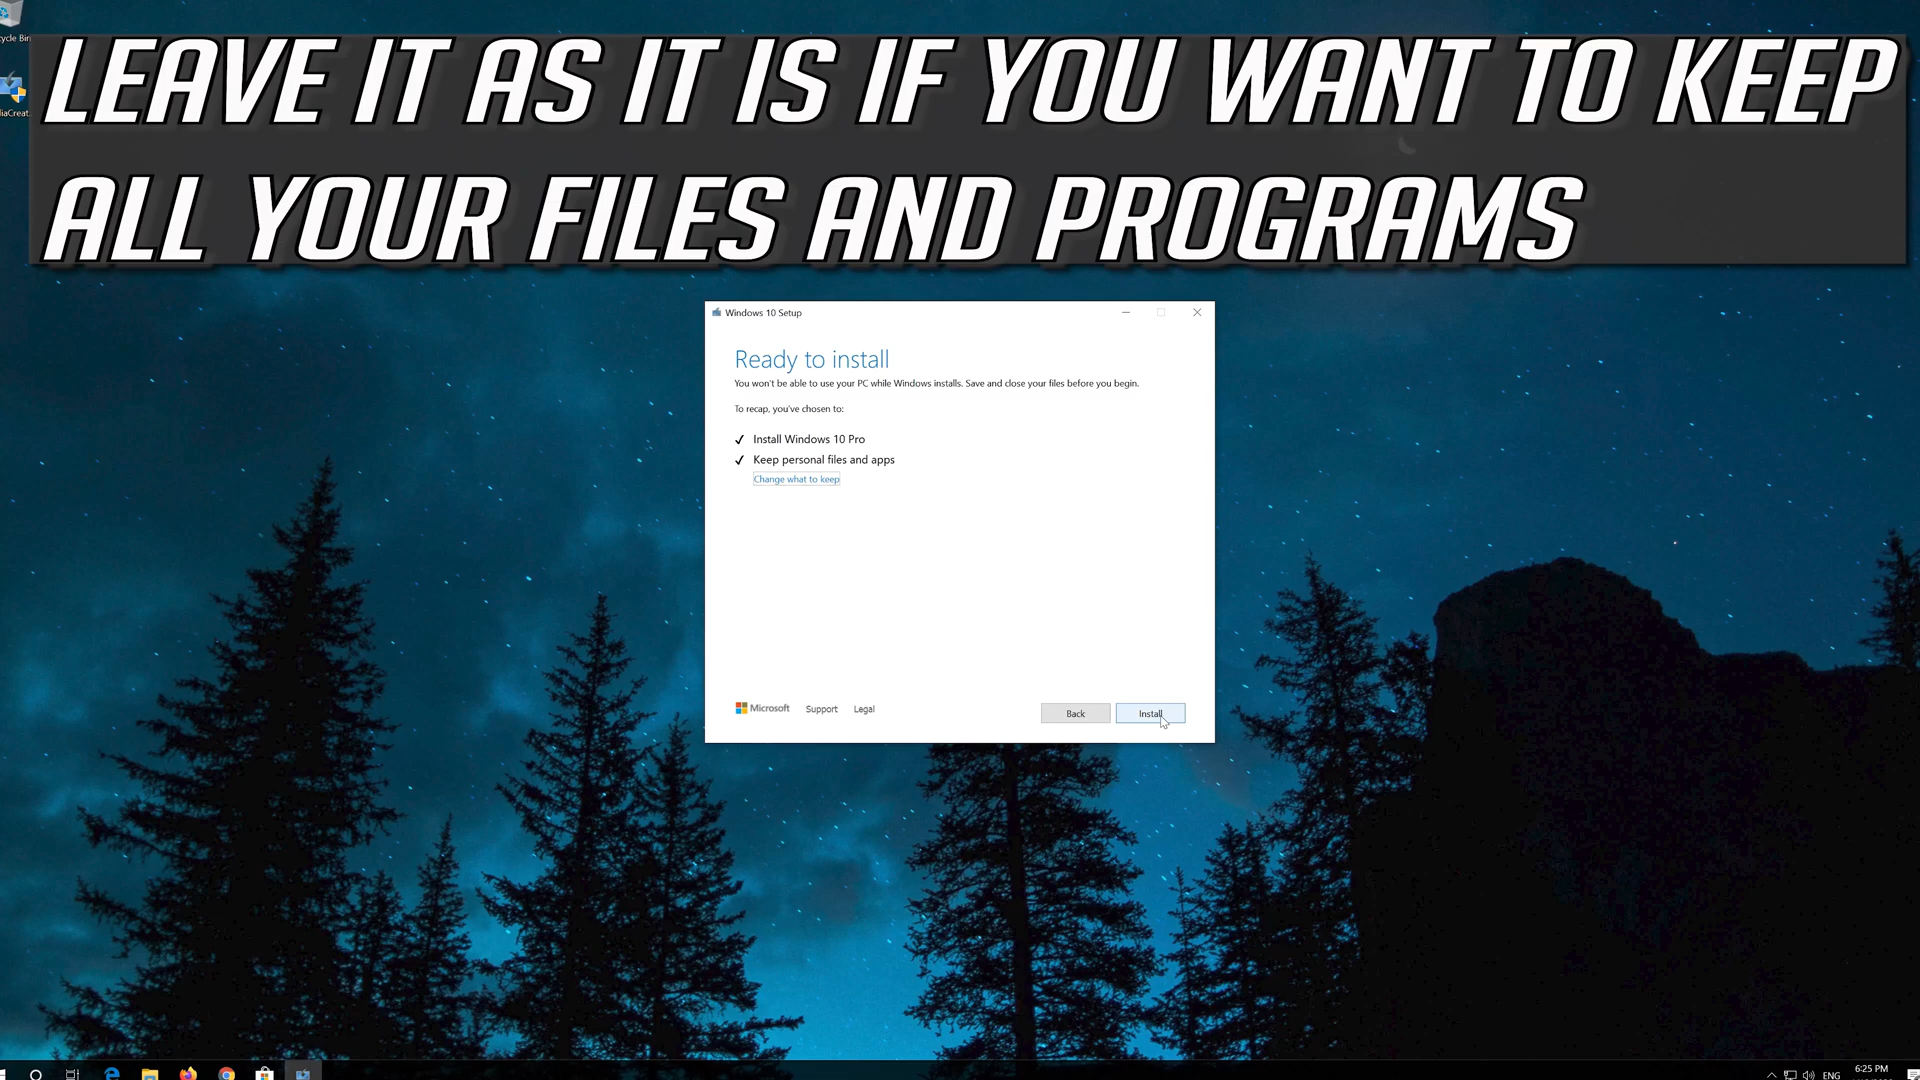 LEAVE IT AS IT IS IF YOU WANT TO KEEP
ALL YOUR FILES AND PROGRAMS
Windows 10 Setup
Ready to install
You won't be able to use your PC while Windows installs. Save and close your files before you begin.
To recap, you've chosen to:
Install Windows 10 Pro
Keep personal files and apps
Change what to keep
Microsoft Support Legal
Back Install
ENG
6:25 PM